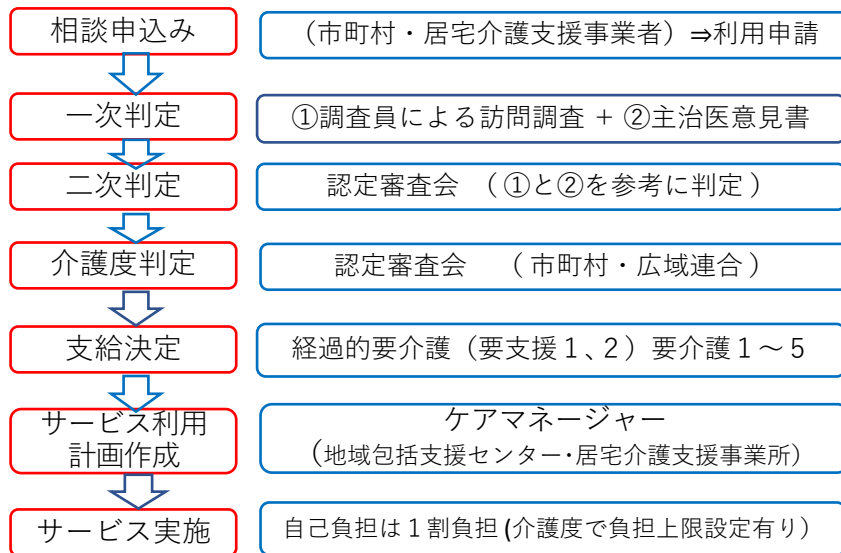 相談申込み
（市町村・居宅介護支援事業者）⇒利用申請
一次判定
①調査員による訪問調査 + ②主治医意見書
二次判定
認定審査会　（①と②を参考に判定）
介護度判定
認定審査会　（市町村・広域連合）
支給決定
経過的要介護（要支援１、２）要介護１～５
サービス利用
計画作成
ケアマネージャー
（地域包括支援センター・居宅介護支援事業所）
サービス実施
自己負担は１割負担(介護度で負担上限設定有り）